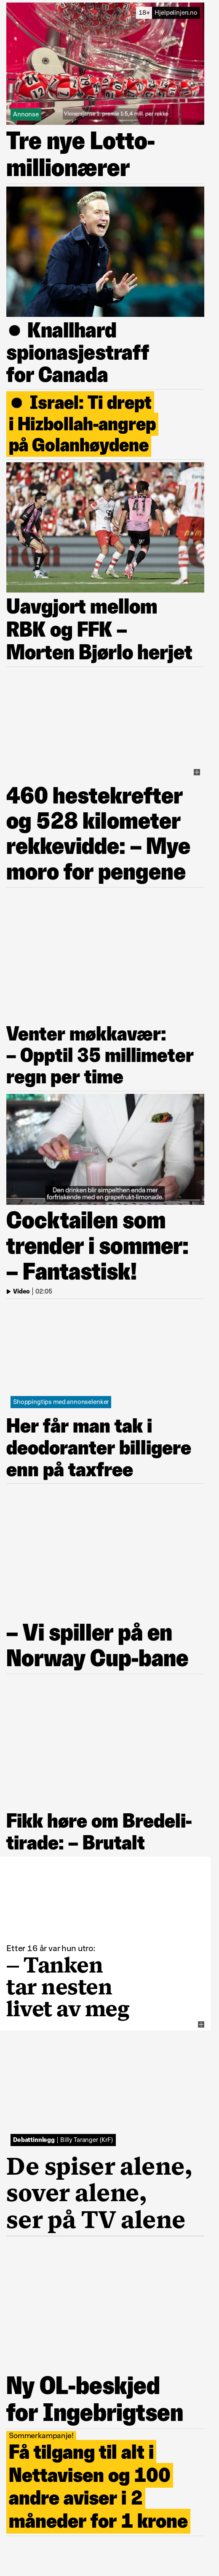 18+ Hjelpelinjen.no
Annonse
Vinnersjanse 1. premie 1:5,4 mill. per rekke
Tre nye Lotto-
millionærer
● Knallhard
spionasjestraff
for Canada
● Israel: Ti drept
i Hizbollah-angrep
på Golanhøydene
Uavgjort mellom
RBK og FFK –
Morten Bjørlo herjet
460 hestekrefter
og 528 kilometer
rekkevidde: – Mye
moro for pengene
Venter møkkavær:
– Opptil 35 millimeter
regn per time
Den drinken blir simpelthen enda mer
forfriskende med en grapefrukt-limonade.
Cocktailen som
trender i sommer:
– Fantastisk!
Video | 02:05
Shoppingtips med annonselenker
Her får man tak i
deodoranter billigere
enn på taxfree
– Vi spiller på en
Norway Cup-bane
Fikk høre om Bredeli-
tirade: – Brutalt
Etter 16 år var hun utro:
– Tanken
tar nesten
livet av meg
Debattinnlegg | Billy Taranger (KrF)
De spiser alene,
sover alene,
ser på TV alene
Ny OL-beskjed
for Ingebrigtsen
Sommerkampanje!
Få tilgang til alt i
Nettavisen og 100
andre aviser i 2
måneder for 1 krone